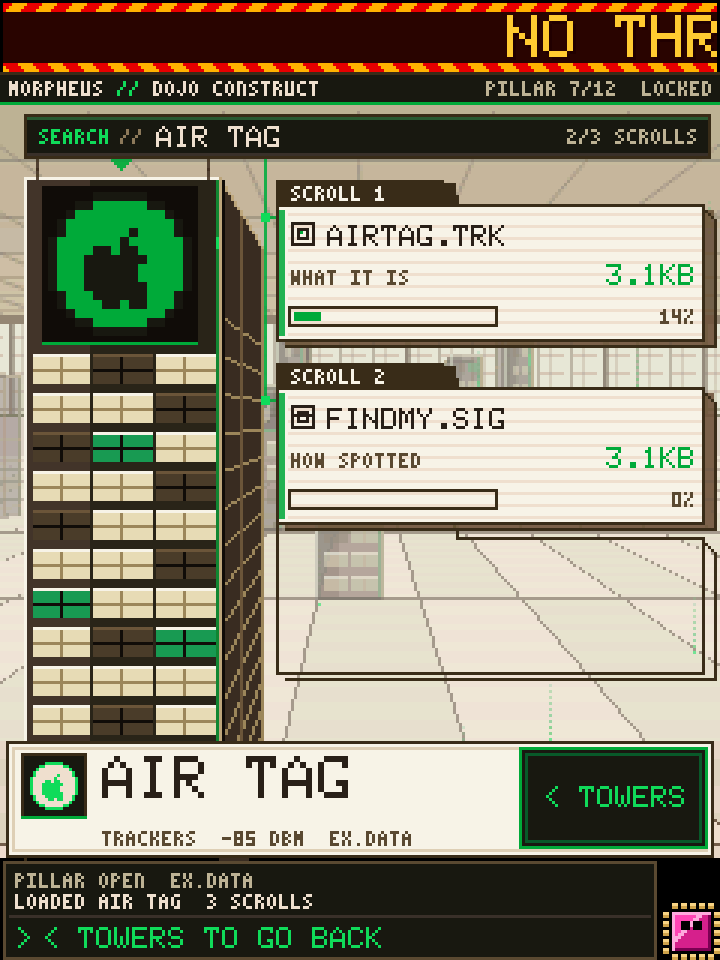 NO THR
MORPHEUS // DOJO CONSTRUCT PILLAR 7/12 LOCKED
SEARCH // AIR TAG 2/3 SCROLLS
SCROLL 1
AIRTAG.TRK
WHAT IT IS 3.1KB
14%
SCROLL 2
FINDMY.SIG
HOW SPOTTED 3.1KB
0%
AIR TAG
< TOWERS
TRACKERS -85 DBM EX.DATA
PILLAR OPEN EX.DATA
LOADED AIR TAG 3 SCROLLS
> < TOWERS TO GO BACK